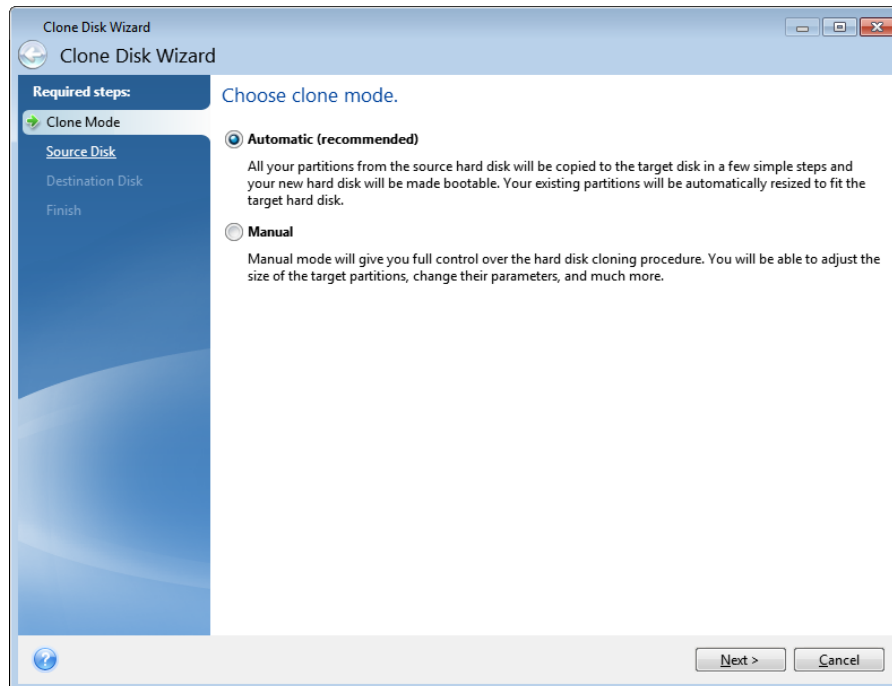 Clone Disk Wizard
Clone Disk Wizard
Required steps:
Clone Mode
Source Disk
Destination Disk
Finish
Choose clone mode.
Automatic (recommended)
All your partitions from the source hard disk will be copied to the target disk in a few simple steps and
your new hard disk will be made bootable. Your existing partitions will be automatically resized to fit the
target hard disk.
Manual
Manual mode will give you full control over the hard disk cloning procedure. You will be able to adjust the
size of the target partitions, change their parameters, and much more.
Next >
Cancel